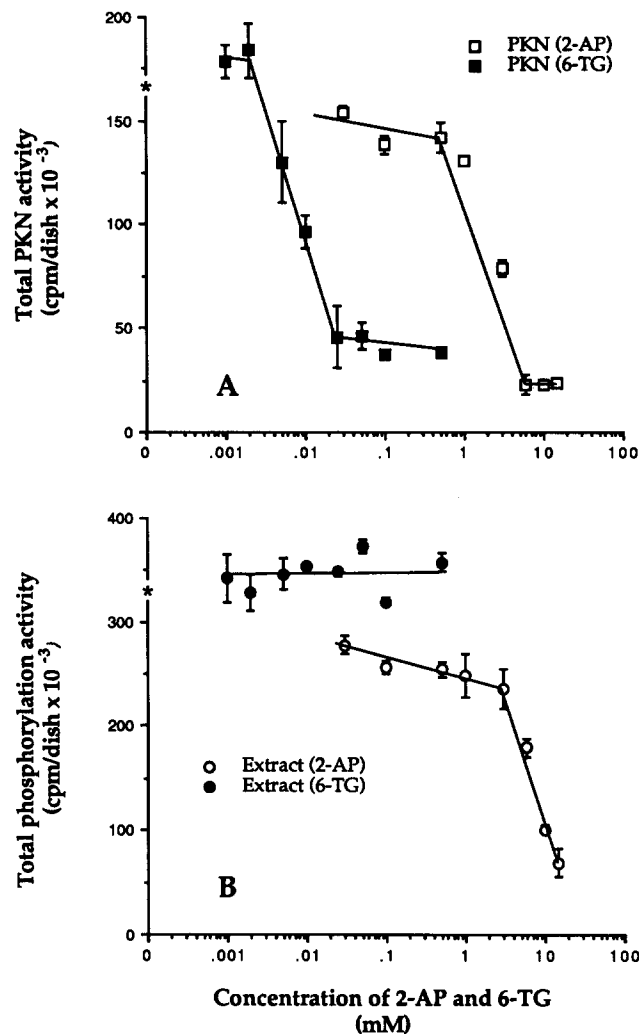 200
PKN (2-AP)
PKN (6-TG)
*
150
Total PKN activity
(cpm/dish x 10 -3)
100
50
A
0
0 .001 .01 .1 1 10 100
400
*
300
Total phosphorylation activity
(cpm/dish x 10 -3)
200
Extract (2-AP)
Extract (6-TG)
100
B
0
0 .001 .01 .1 1 10 100
Concentration of 2-AP and 6-TG
(mM)